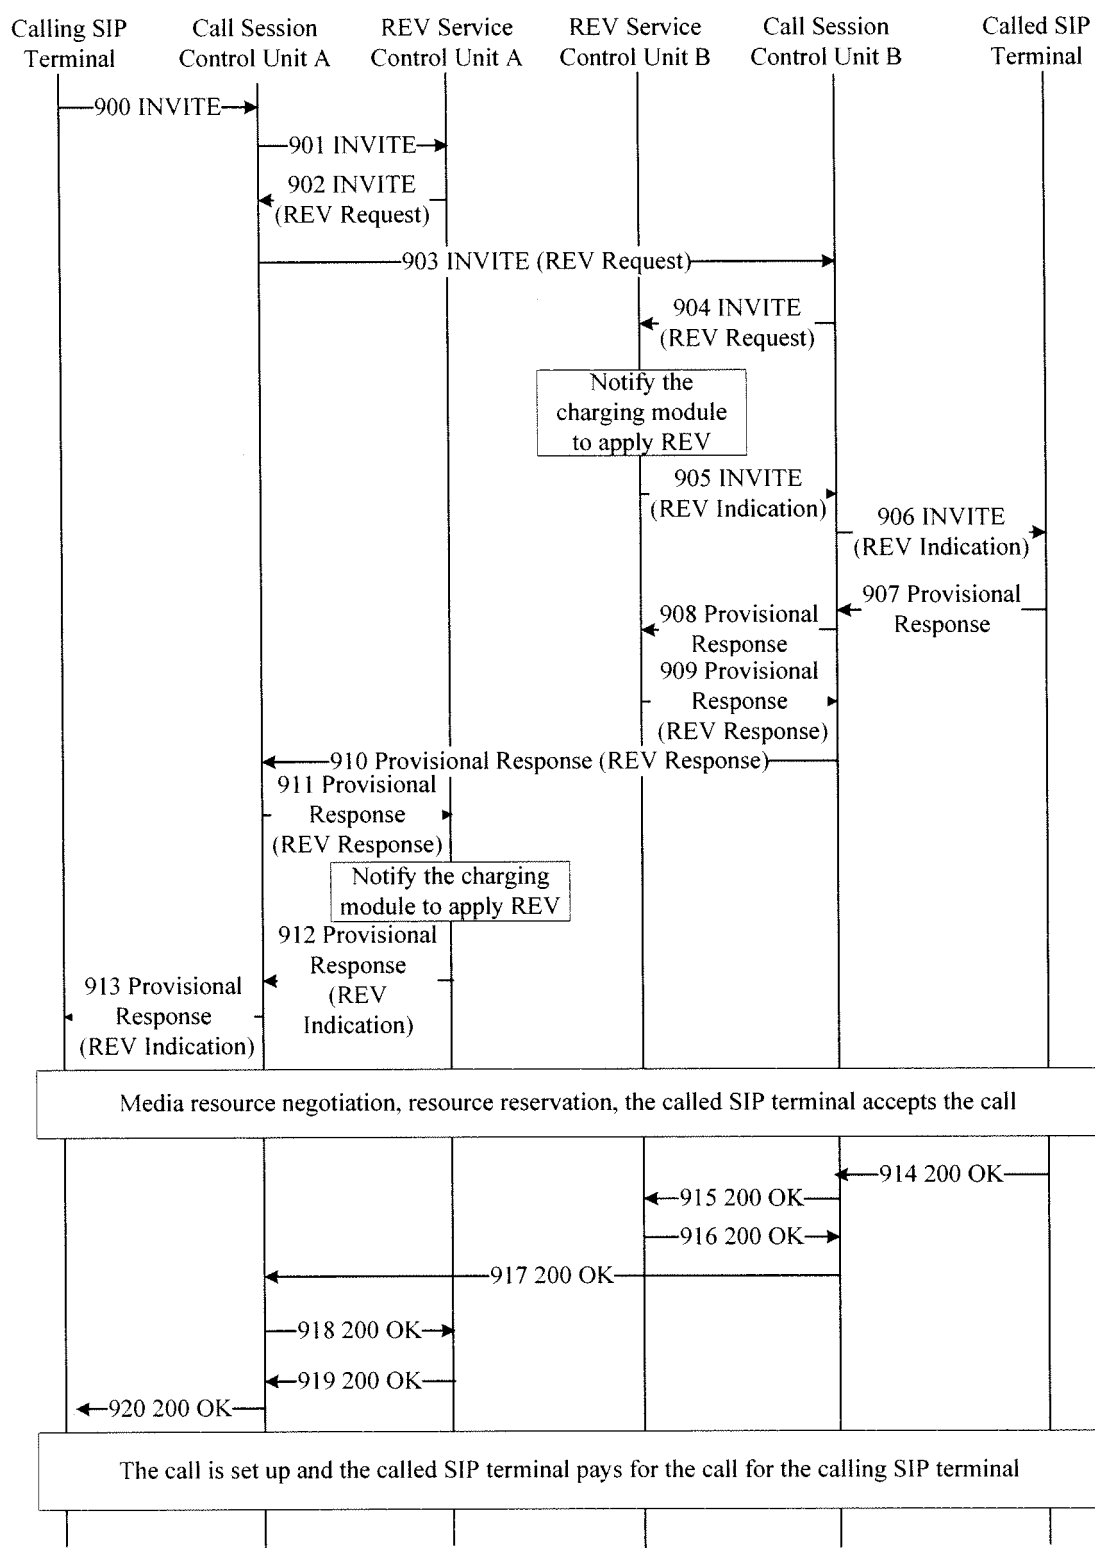 Calling SIP
Terminal
Call Session
Control Unit A
REV Service
Control Unit A
REV Service
Control Unit B
Call Session
Control Unit B
Called SIP
Terminal
900 INVITE
901 INVITE
902 INVITE
(REV Request)
903 INVITE (REV Request)
904 INVITE
(REV Request)
Notify the
charging module
to apply REV
905 INVITE
(REV Indication)
906 INVITE
(REV Indication)
907 Provisional
Response
908 Provisional
Response
909 Provisional
Response
(REV Response)
910 Provisional Response (REV Response)
911 Provisional
Response
(REV Response)
Notify the charging
module to apply REV
912 Provisional
Response
(REV
Indication)
913 Provisional
Response
(REV Indication)
Media resource negotiation, resource reservation, the called SIP terminal accepts the call
914 200 OK
915 200 OK
916 200 OK
917 200 OK
918 200 OK
919 200 OK
920 200 OK
The call is set up and the called SIP terminal pays for the call for the calling SIP terminal